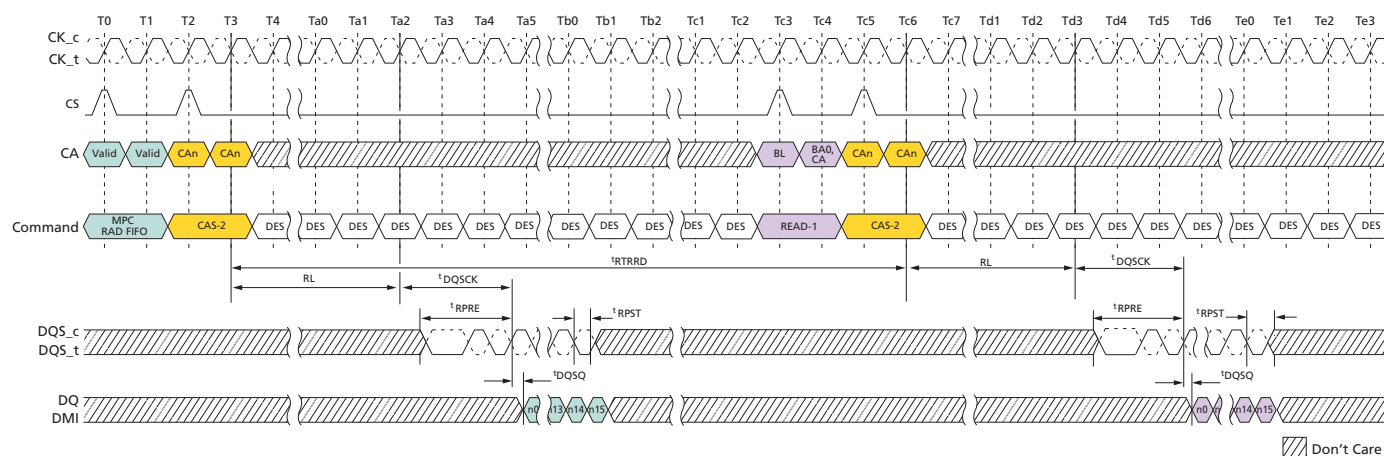 T0 T1 T2 T3 T4 Ta0 Ta1 Ta2 Ta3 Ta4 Ta5 Tb0 Tb1 Tb2 Tc1 Tc2 Tc3 Tc4 Tc5 Tc6 Tc7 Td1 Td2 Td3 Td4 Td5 Td6 Te0 Te1 Te2 Te3
CK_c
CK_t
CS
CA Valid Valid CAn CAn BL BA0, CA CAn CAn
Command MPC RAD FIFO CAS-2 DES DES DES DES DES DES DES DES DES DES DES DES READ-1 CAS-2 DES DES DES DES DES DES DES DES DES DES DES
tRTRRD
RL tDQSCK RL tDQSCK
tRPRE tRPST tRPRE tRPST
DQS_c
DQS_t
tDQSQ tDQSQ
DQ
DMI
n0 n13 n14 n15 n0 n14 n15
Don't Care